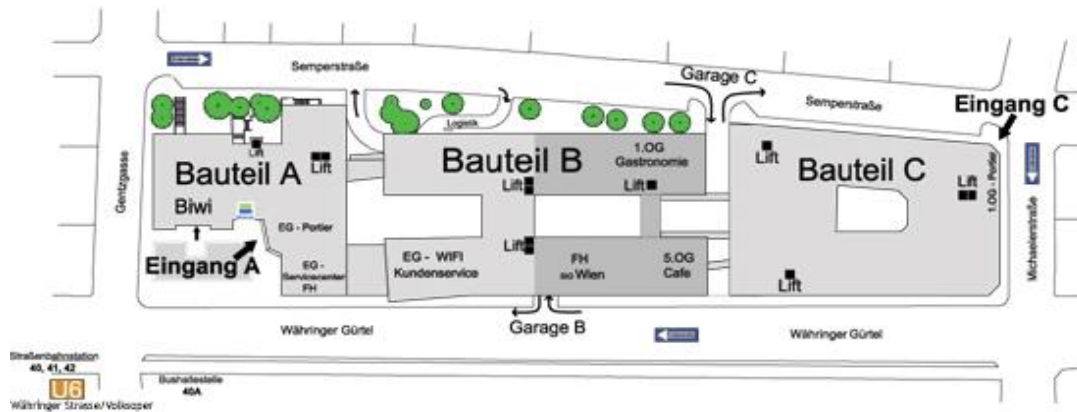 Semperstraße
Garage C
Semperstraße
Eingang C
Gentzgasse
Logistik
Lift
Lift
Bauteil A
Bauteil B
1.OG
Gastronomie
Lift
Lift
Lift
Bauteil C
Lift
1.OG - Portier
Michaelerstraße
Biwi
EG - Portier
Eingang A
EG -
Servicecenter
FH
EG - WIFI
Kundenservice
Lift
FH
Wien
5.OG
Cafe
Lift
Währinger Gürtel
Garage B
Währinger Gürtel
Straßenbahnstation
40, 41, 42
U6
Währinger Strasse/Volksoper
Bushaltestelle
40A